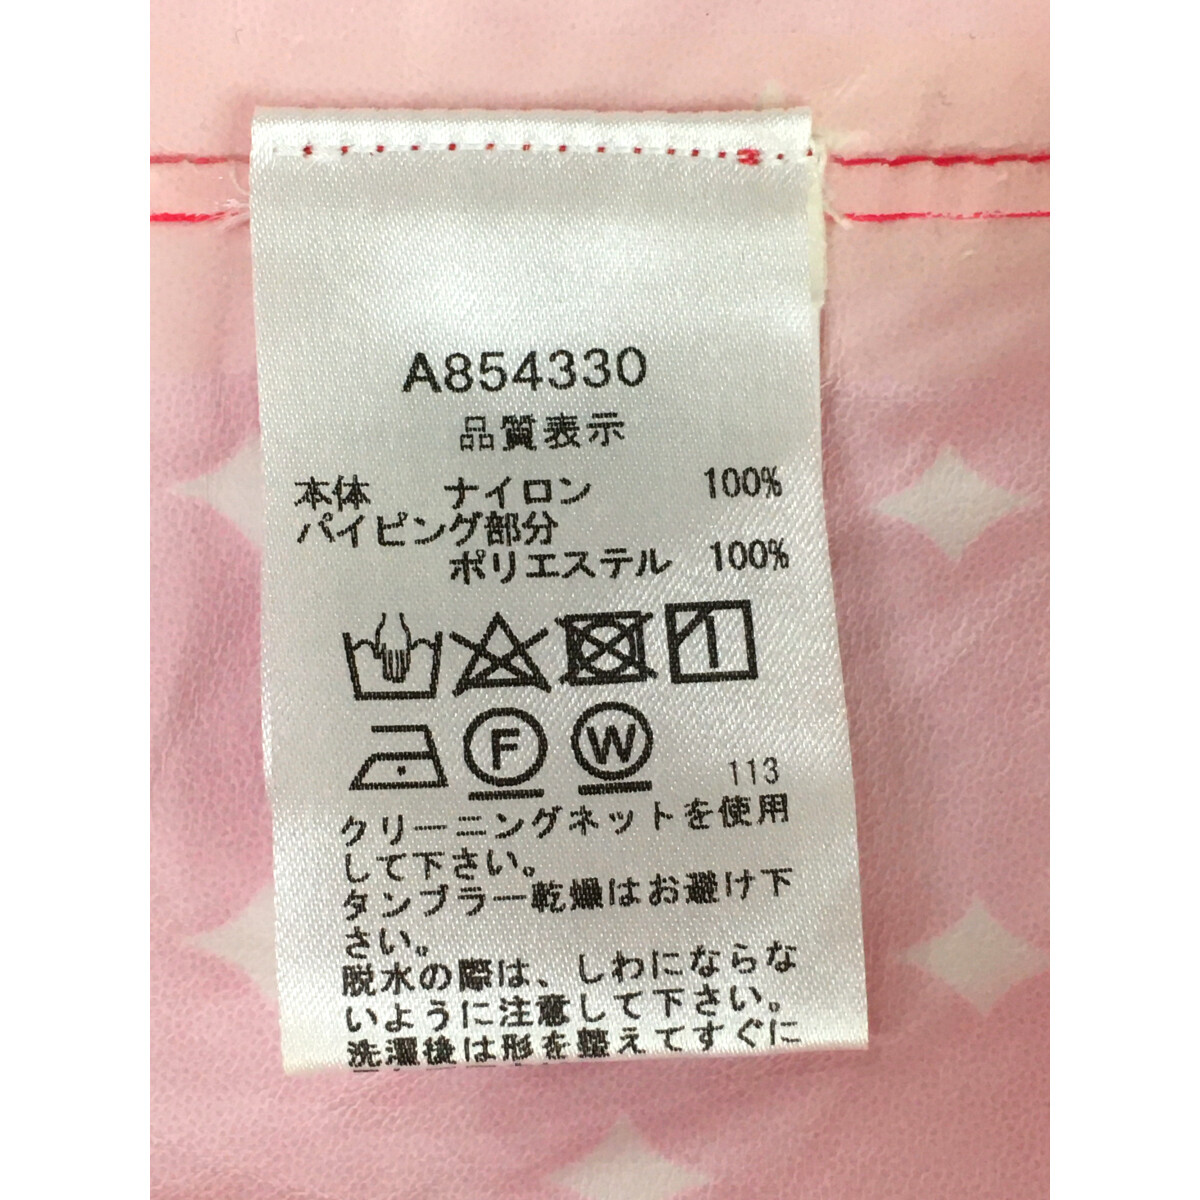 A854330
品質表示
本体 ナイロン 100%
パイピング部分
ポリエステル 100%
F W 113
クリーニングネットを使用
して下さい。
タンブラー乾燥はお避け下
さい。
脱水の際は、しわにならな
いように注意して下さい。
洗濯後は形を整えてすぐに